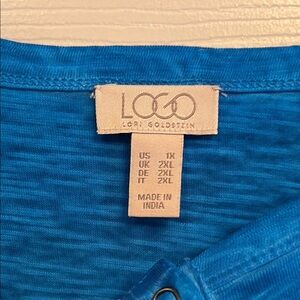 LOGO
LORI GOLDSTEIN
US 1X
UK 2XL
DE 2XL
IT 2XL
MADE IN
INDIA